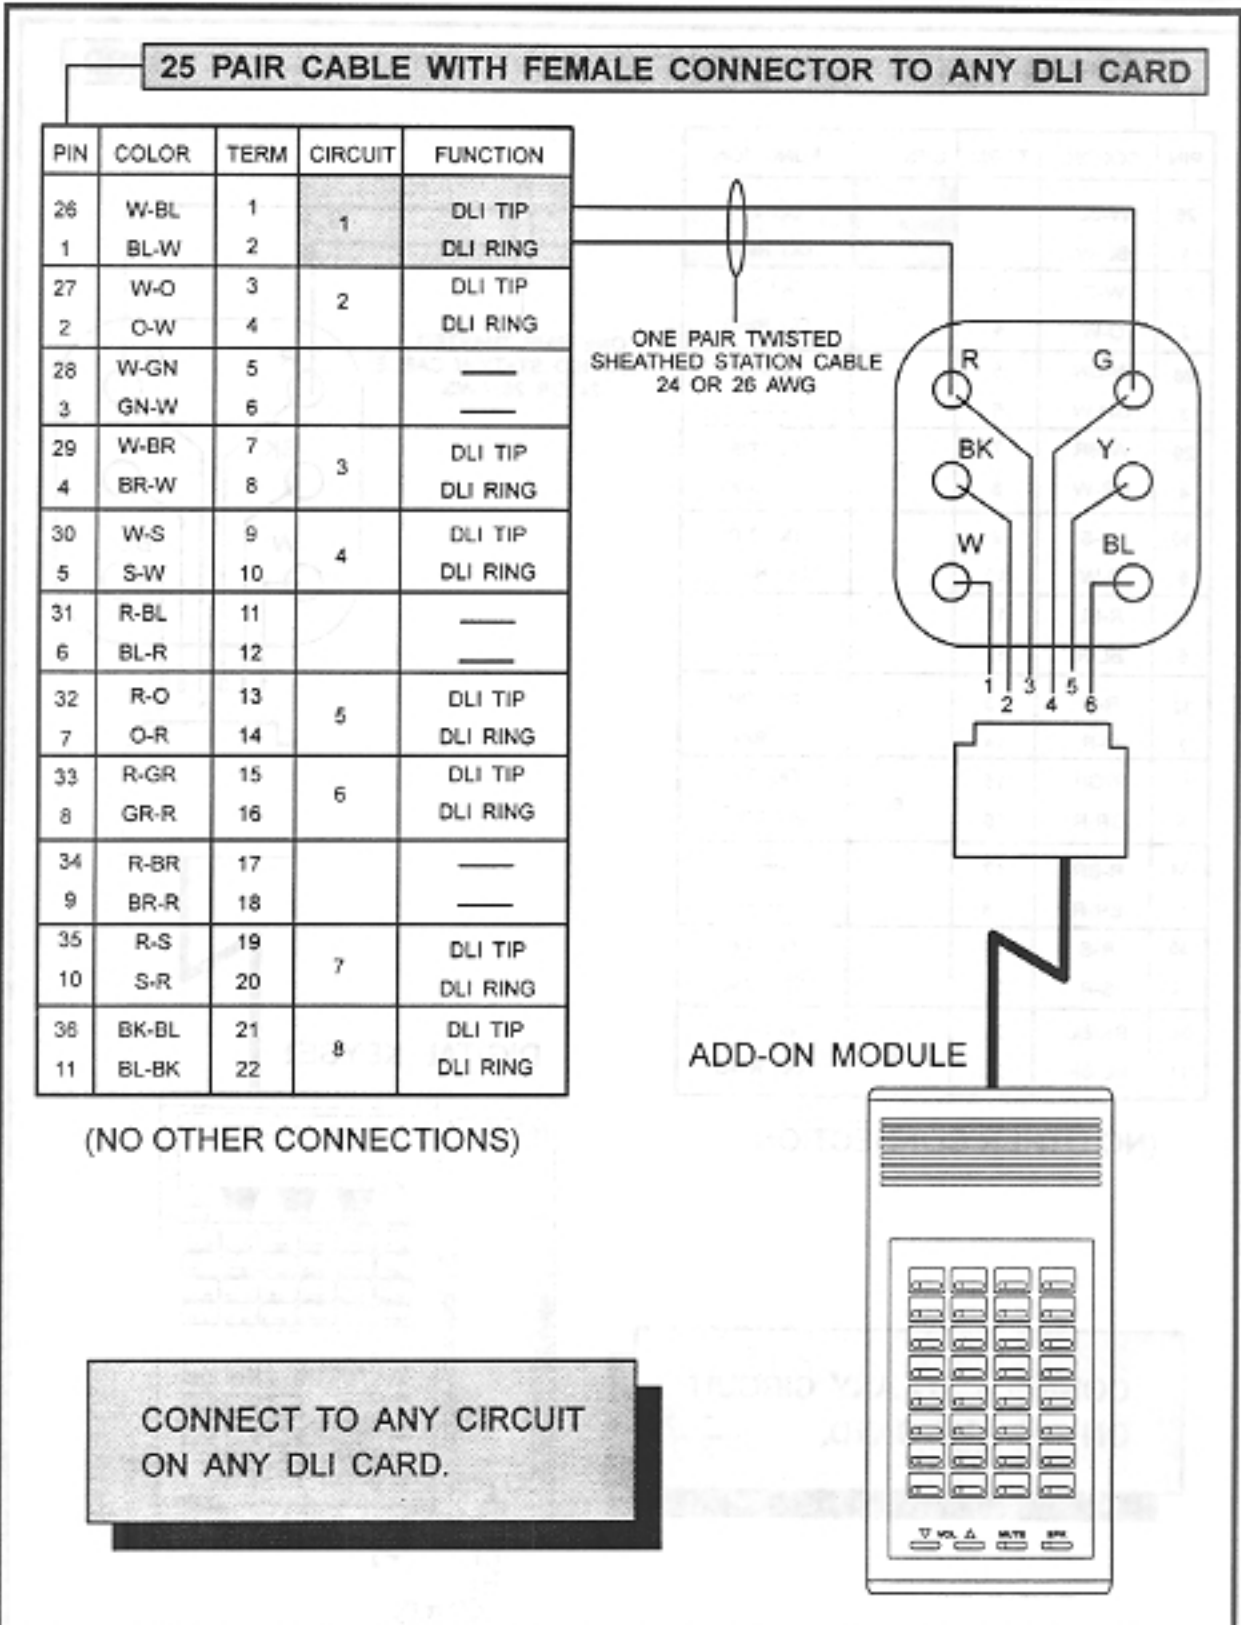 25 PAIR CABLE WITH FEMALE CONNECTOR TO ANY DLI CARD
PIN COLOR TERM CIRCUIT FUNCTION
26 W-BL 1 DLI TIP
1
1 BL-W 2 DLI RING
27 W-O 3 DLI TIP
2
2 O-W 4 DLI RING
28 W-GN 5 —
3 GN-W 6 —
29 W-BR 7 DLI TIP
3
4 BR-W 8 DLI RING
30 W-S 9 DLI TIP
4
5 S-W 10 DLI RING
31 R-BL 11 —
6 BL-R 12 —
32 R-O 13 DLI TIP
5
7 O-R 14 DLI RING
33 R-GR 15 DLI TIP
6
8 GR-R 16 DLI RING
34 R-BR 17 —
9 BR-R 18 —
35 R-S 19 DLI TIP
7
10 S-R 20 DLI RING
36 BK-BL 21 DLI TIP
8
11 BL-BK 22 DLI RING
(NO OTHER CONNECTIONS)
ONE PAIR TWISTED
SHEATHED STATION CABLE
24 OR 26 AWG
R G
BK Y
W BL
1 2 3 4 5 6
ADD-ON MODULE
VOL MUTE SPK
CONNECT TO ANY CIRCUIT
ON ANY DLI CARD.